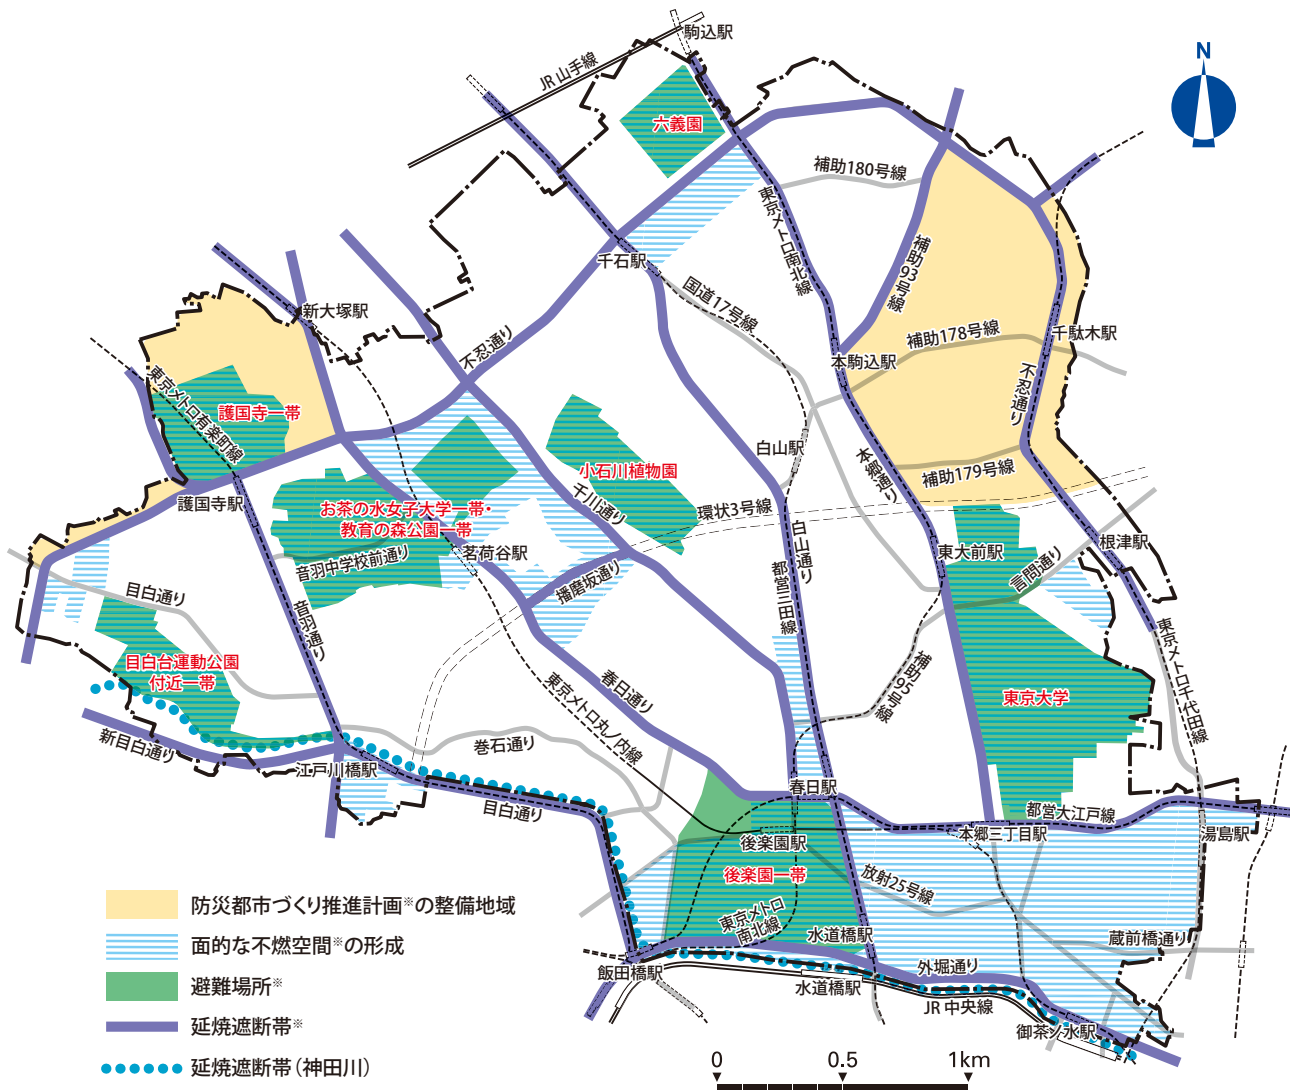 駒込駅
N
JR山手線
六義園
補助180号線
東京メトロ南北線
補助93号線
千石駅
国道17号線
新大塚駅
不忍通り
補助178号線
千駄木駅
本駒込駅
不忍通り
東京メトロ有楽町線
護国寺一帯
白山駅
本郷通り
補助179号線
小石川植物園
護国寺駅
お茶の水女子大学一帯・
教育の森公園一帯
千川通り
環状3号線
白山通り
東大前駅
根津駅
茗荷谷駅
音羽中学校前通り
言問通り
播磨坂通り
都営三田線
目白通り
音羽通り
東京メトロ千代田線
目白台運動公園
付近一帯
補助95号線
春日通り
東京メトロ丸ノ内線
東京大学
新目白通り
巻石通り
江戸川橋駅
春日駅
目白通り
都営大江戸線
本郷三丁目駅
湯島駅
後楽園駅
後楽園一帯
放射25号線
防災都市づくり推進計画※の整備地域
東京メトロ
南北線
水道橋駅
蔵前橋通り
面的な不燃空間※の形成
飯田橋駅
外堀通り
水道橋駅
避難場所※
JR中央線
延焼遮断帯※
御茶ノ水駅
延焼遮断帯（神田川）
0 0.5 1km